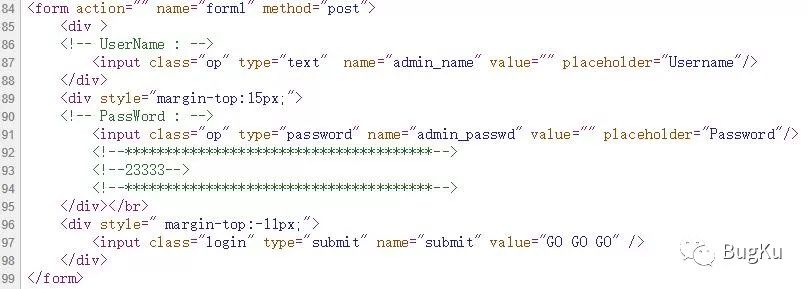 84 <form action="" name="form1" method="post">
85     <div >
86     <!-- UserName : -->
87         <input class="op" type="text"  name="admin_name" value="" placeholder="Username"/>
88     </div>
89     <div style="margin-top:15px;">
90     <!-- PassWord : -->
91         <input class="op" type="password" name="admin_passwd" value="" placeholder="Password"/>
92         <!--**************************************-->
93         <!--23333-->
94         <!--**************************************-->
95     </div></br>
96     <div style=" margin-top:-11px;">
97         <input class="login" type="submit" name="submit" value="GO GO GO" />
98     </div>
99 </form>
BugKu